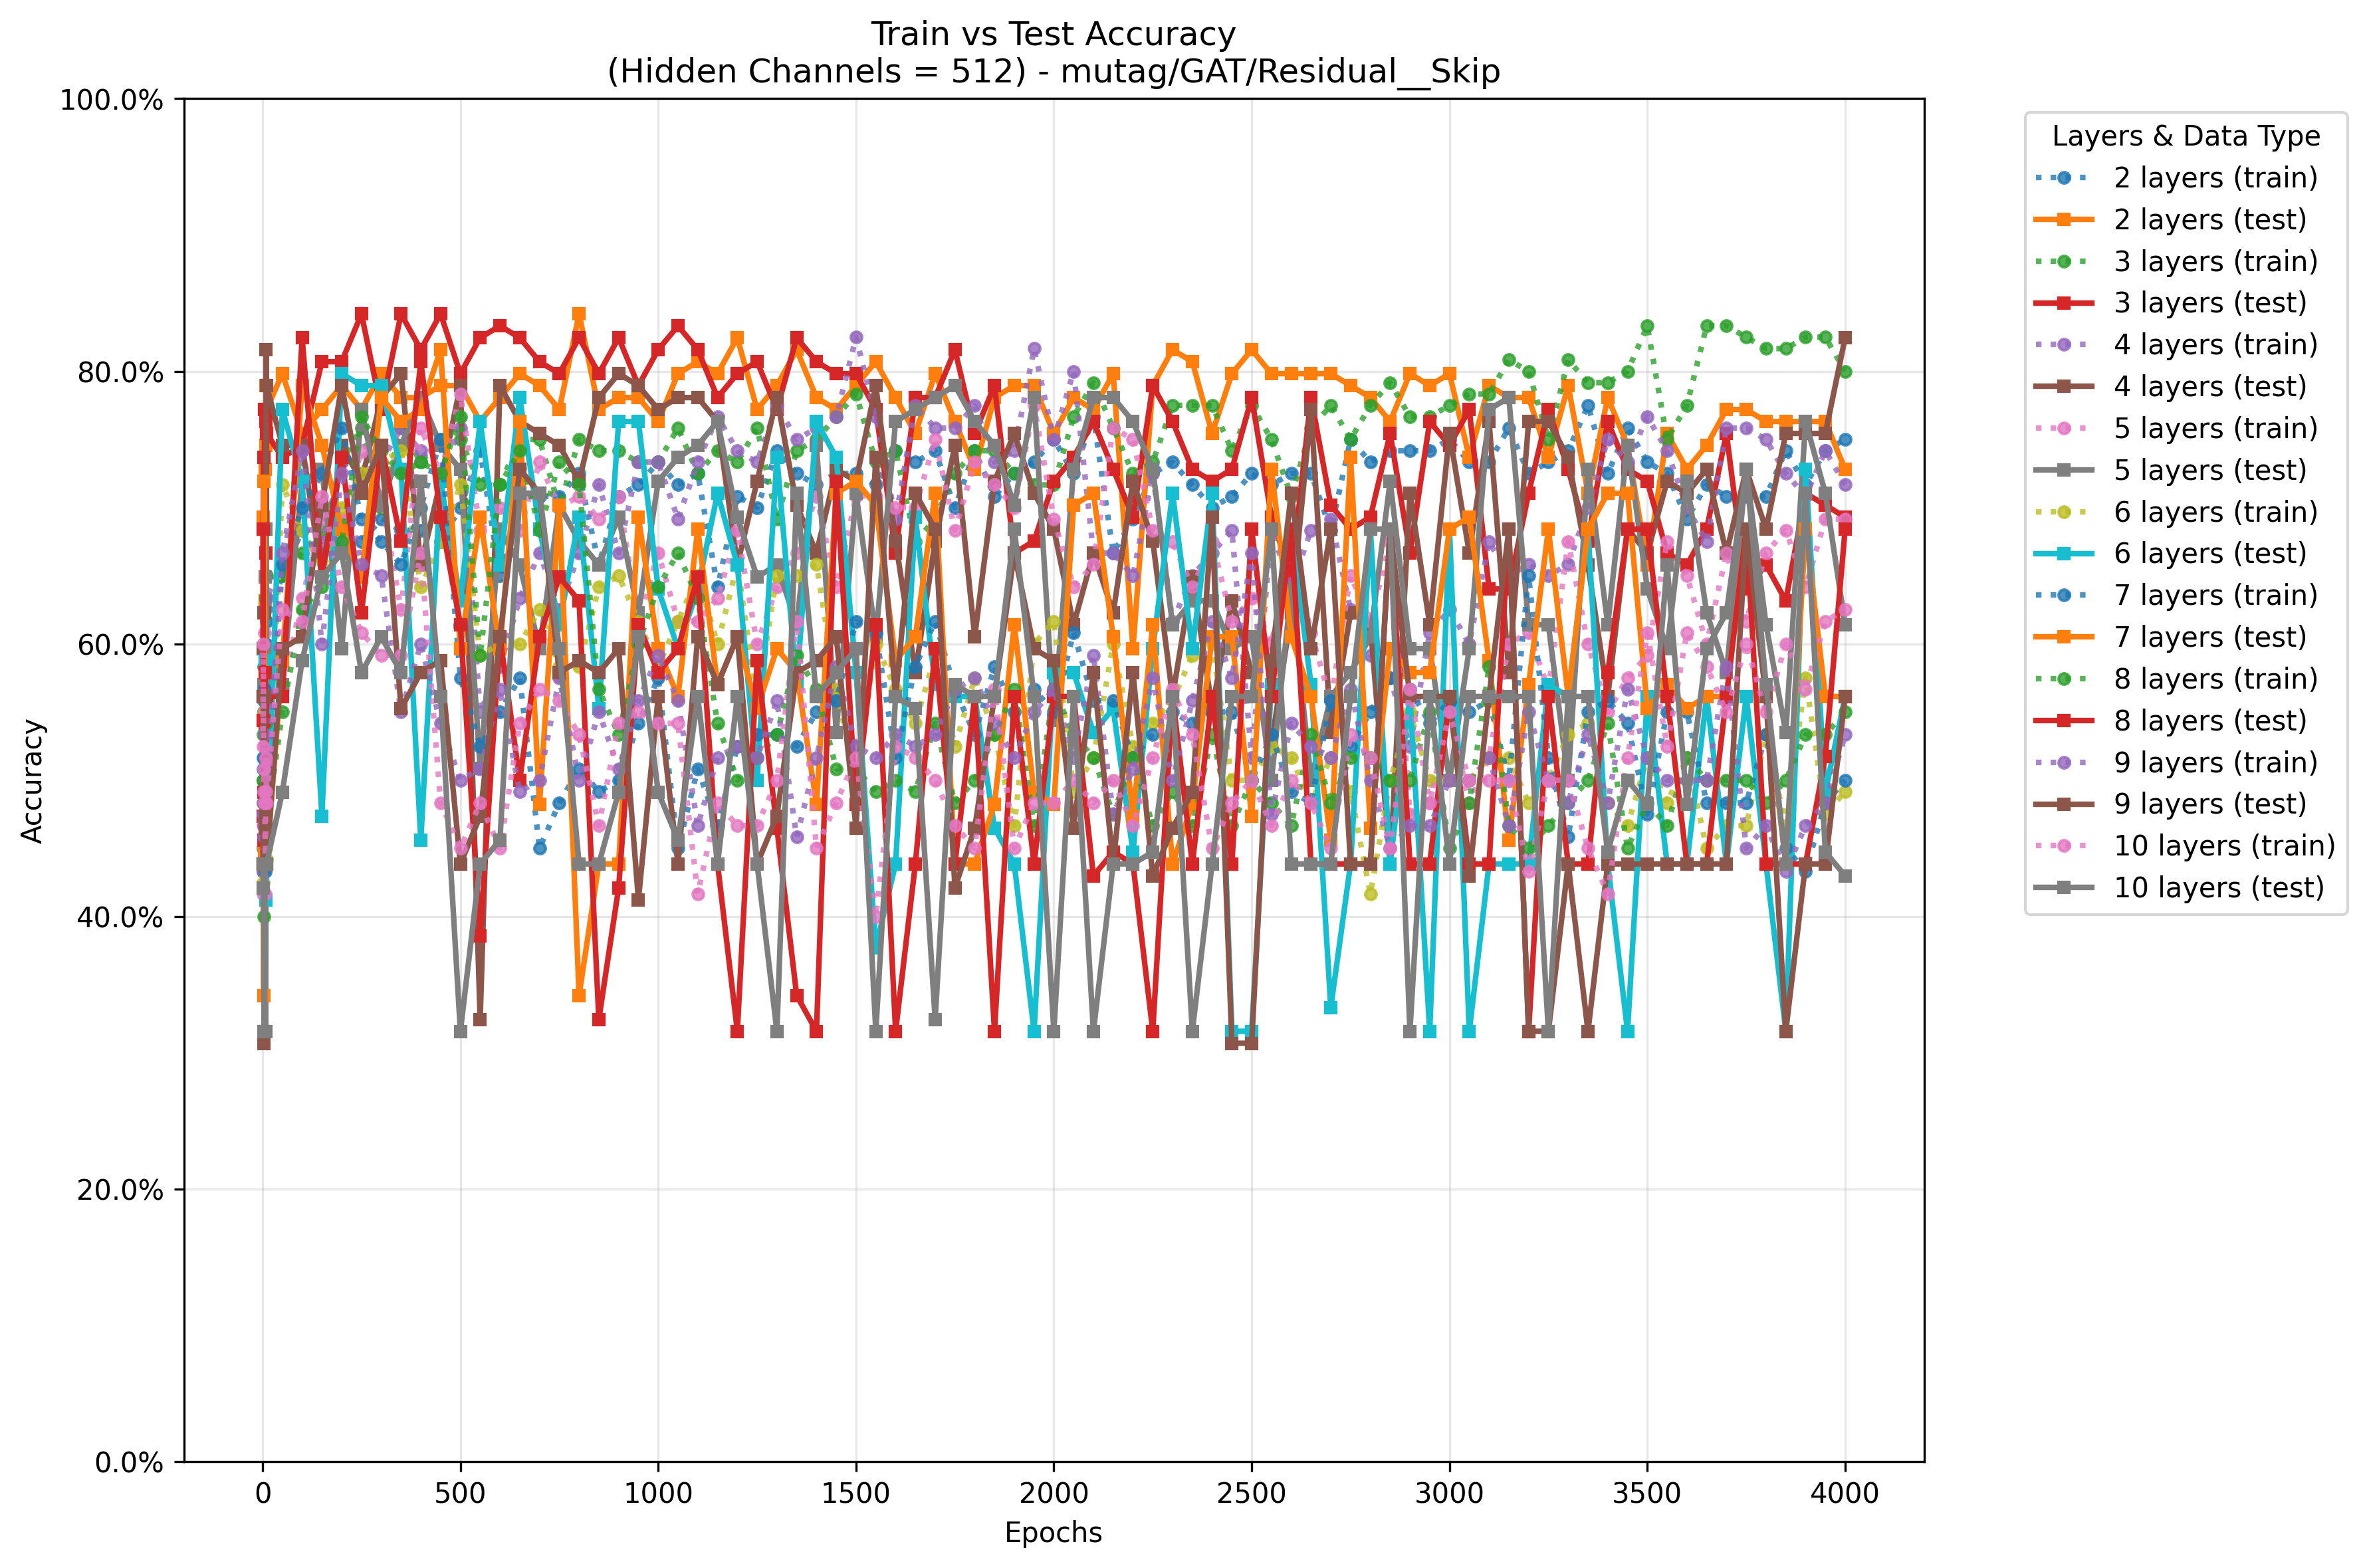 Train vs Test Accuracy
(Hidden Channels = 512) - mutag/GAT/Residual__Skip
100.0%
80.0%
60.0%
40.0%
20.0%
0.0%
Accuracy
0 500 1000 1500 2000 2500 3000 3500 4000
Epochs
Layers & Data Type
2 layers (train)
2 layers (test)
3 layers (train)
3 layers (test)
4 layers (train)
4 layers (test)
5 layers (train)
5 layers (test)
6 layers (train)
6 layers (test)
7 layers (train)
7 layers (test)
8 layers (train)
8 layers (test)
9 layers (train)
9 layers (test)
10 layers (train)
10 layers (test)